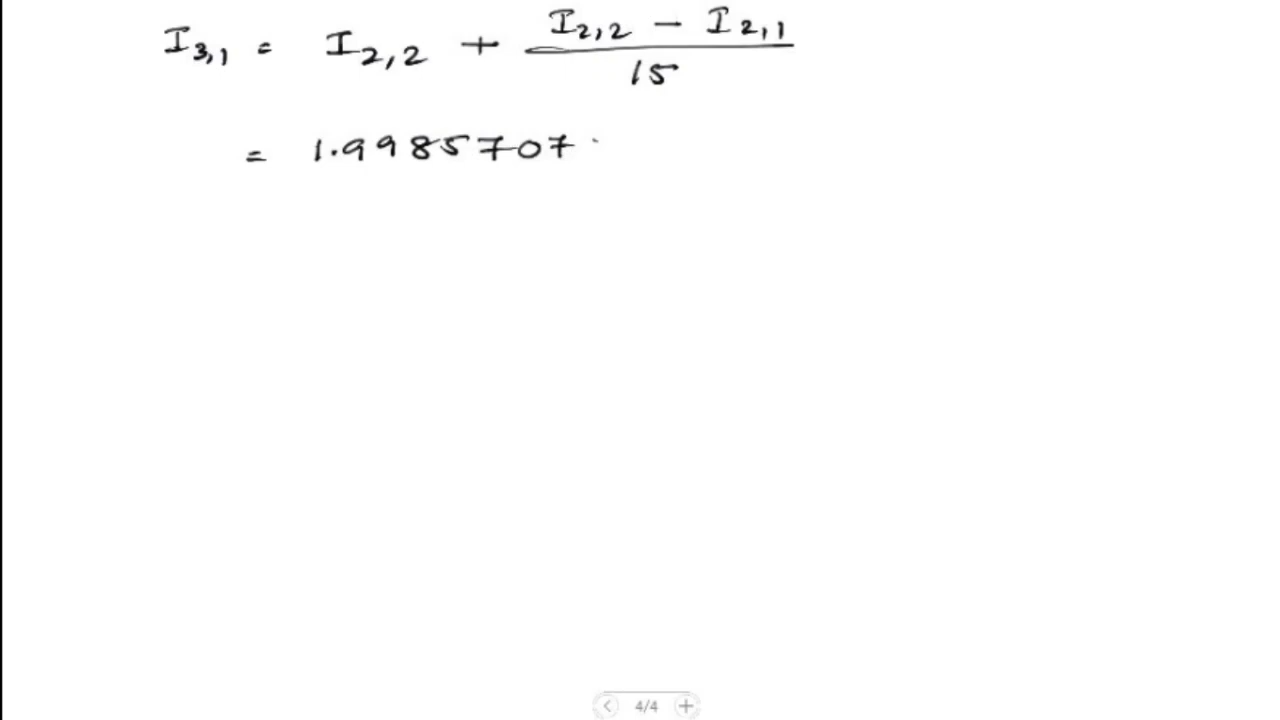 I3,1 = I2,2 + (I2,2 - I2,1) / 15
= 1.9985707
4/4